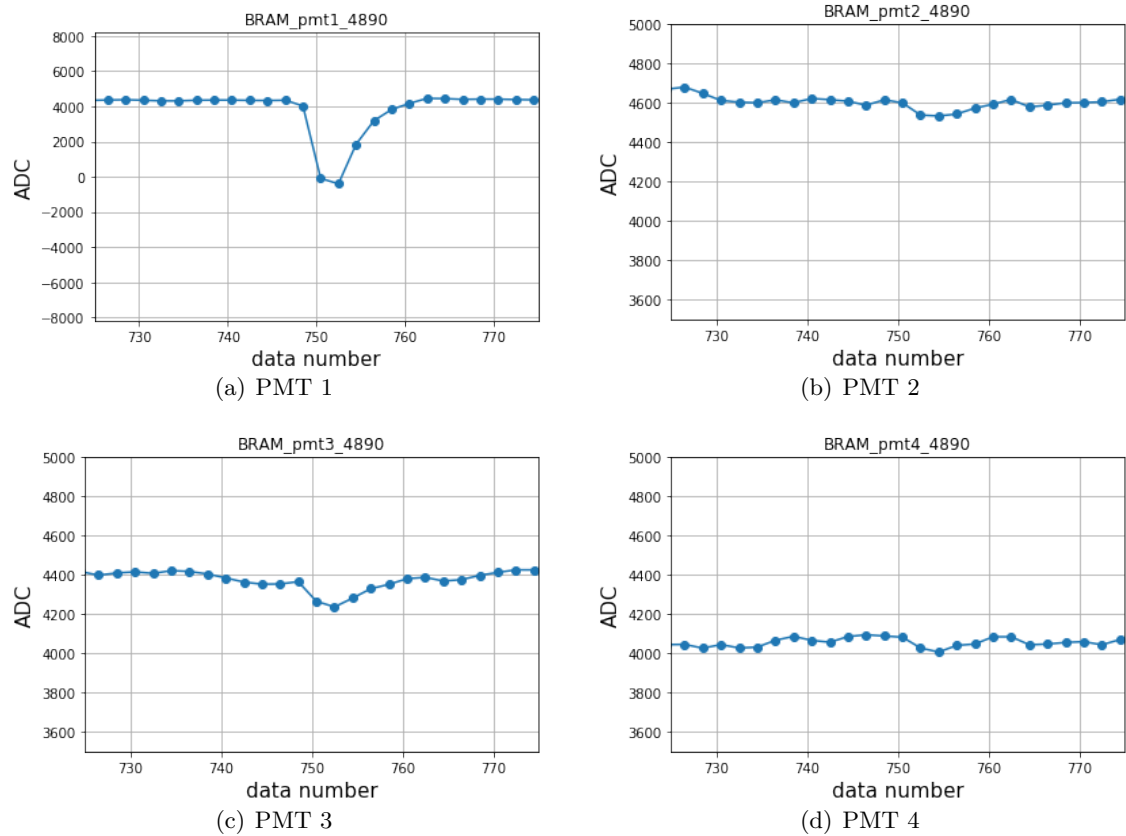 BRAM_pmt1_4890
8000
6000
4000
2000
0
−2000
−4000
−6000
−8000
ADC
730 740 750 760 770
data number
(a) PMT 1
BRAM_pmt2_4890
5000
4800
4600
4400
4200
4000
3800
3600
ADC
730 740 750 760 770
data number
(b) PMT 2
BRAM_pmt3_4890
5000
4800
4600
4400
4200
4000
3800
3600
ADC
730 740 750 760 770
data number
(c) PMT 3
BRAM_pmt4_4890
5000
4800
4600
4400
4200
4000
3800
3600
ADC
730 740 750 760 770
data number
(d) PMT 4